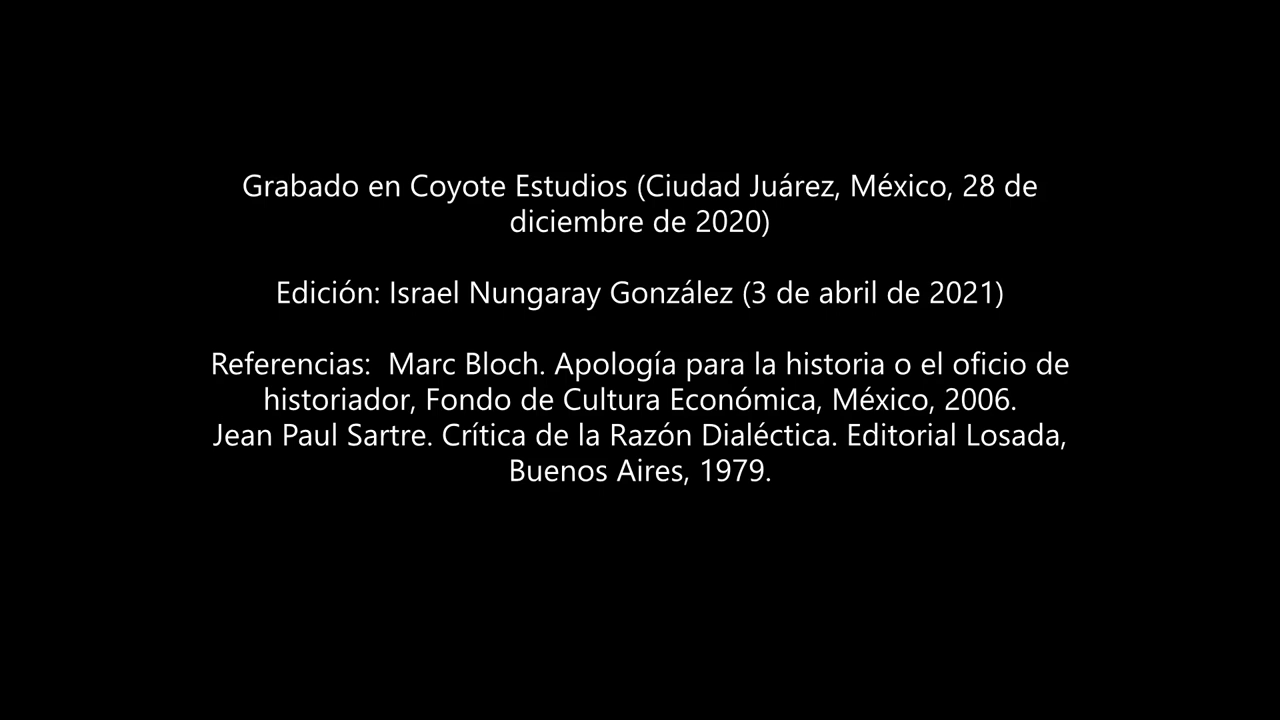 Grabado en Coyote Estudios (Ciudad Juárez, México, 28 de
diciembre de 2020)
Edición: Israel Nungaray González (3 de abril de 2021)
Referencias:  Marc Bloch. Apología para la historia o el oficio de
historiador, Fondo de Cultura Económica, México, 2006.
Jean Paul Sartre. Crítica de la Razón Dialéctica. Editorial Losada,
Buenos Aires, 1979.